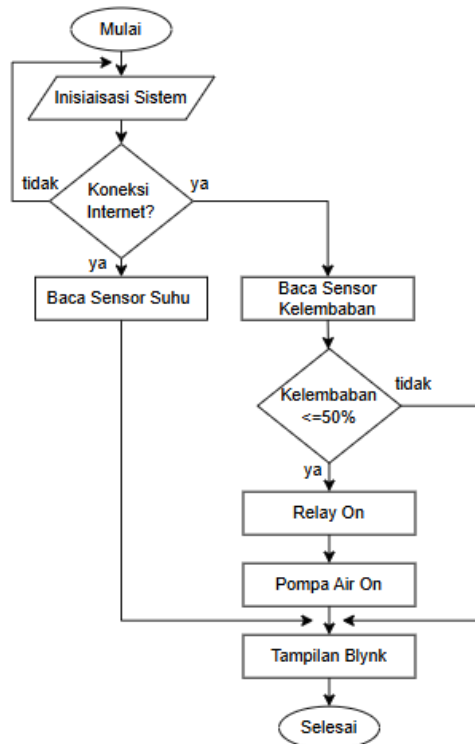 Mulai
Inisiaisasi Sistem
tidak
Koneksi
Internet?
ya
ya
Baca Sensor Suhu
Baca Sensor
Kelembaban
Kelembaban
<=50%
tidak
ya
Relay On
Pompa Air On
Tampilan Blynk
Selesai